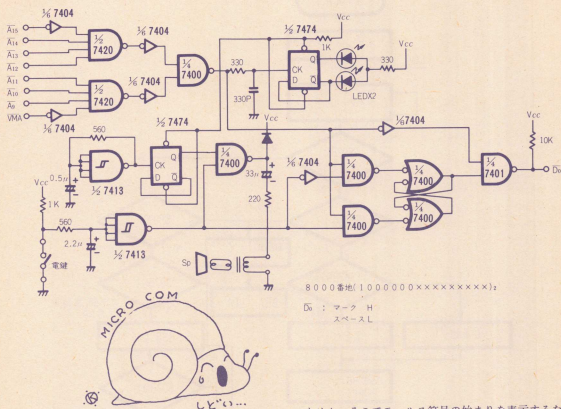 1/6 7404
A15
A14
A13
A12
A11
A10
A9
VMA
1/6 7404
1/2 7420
1/2 7420
1/6 7404
1/6 7404
1/4 7400
330
330P
1/2 7474
CK
D
Q
Q
1K
Vcc
LEDX2
330
Vcc
560
0.5μ
1/2 7413
1/2 7474
CK
D
Q
Q
1/4 7400
Vcc
33μ
220
Sp
Vcc
1K
560
2.2μ
電鍵
1/2 7413
1/6 7404
1/6 7404
1/4 7400
1/4 7400
1/4 7400
1/4 7400
1/4 7401
Vcc
10K
D0
8000番地(1000000×××××××××)2
D0 : マーク H
スペース L
MICRO COM
しどい…